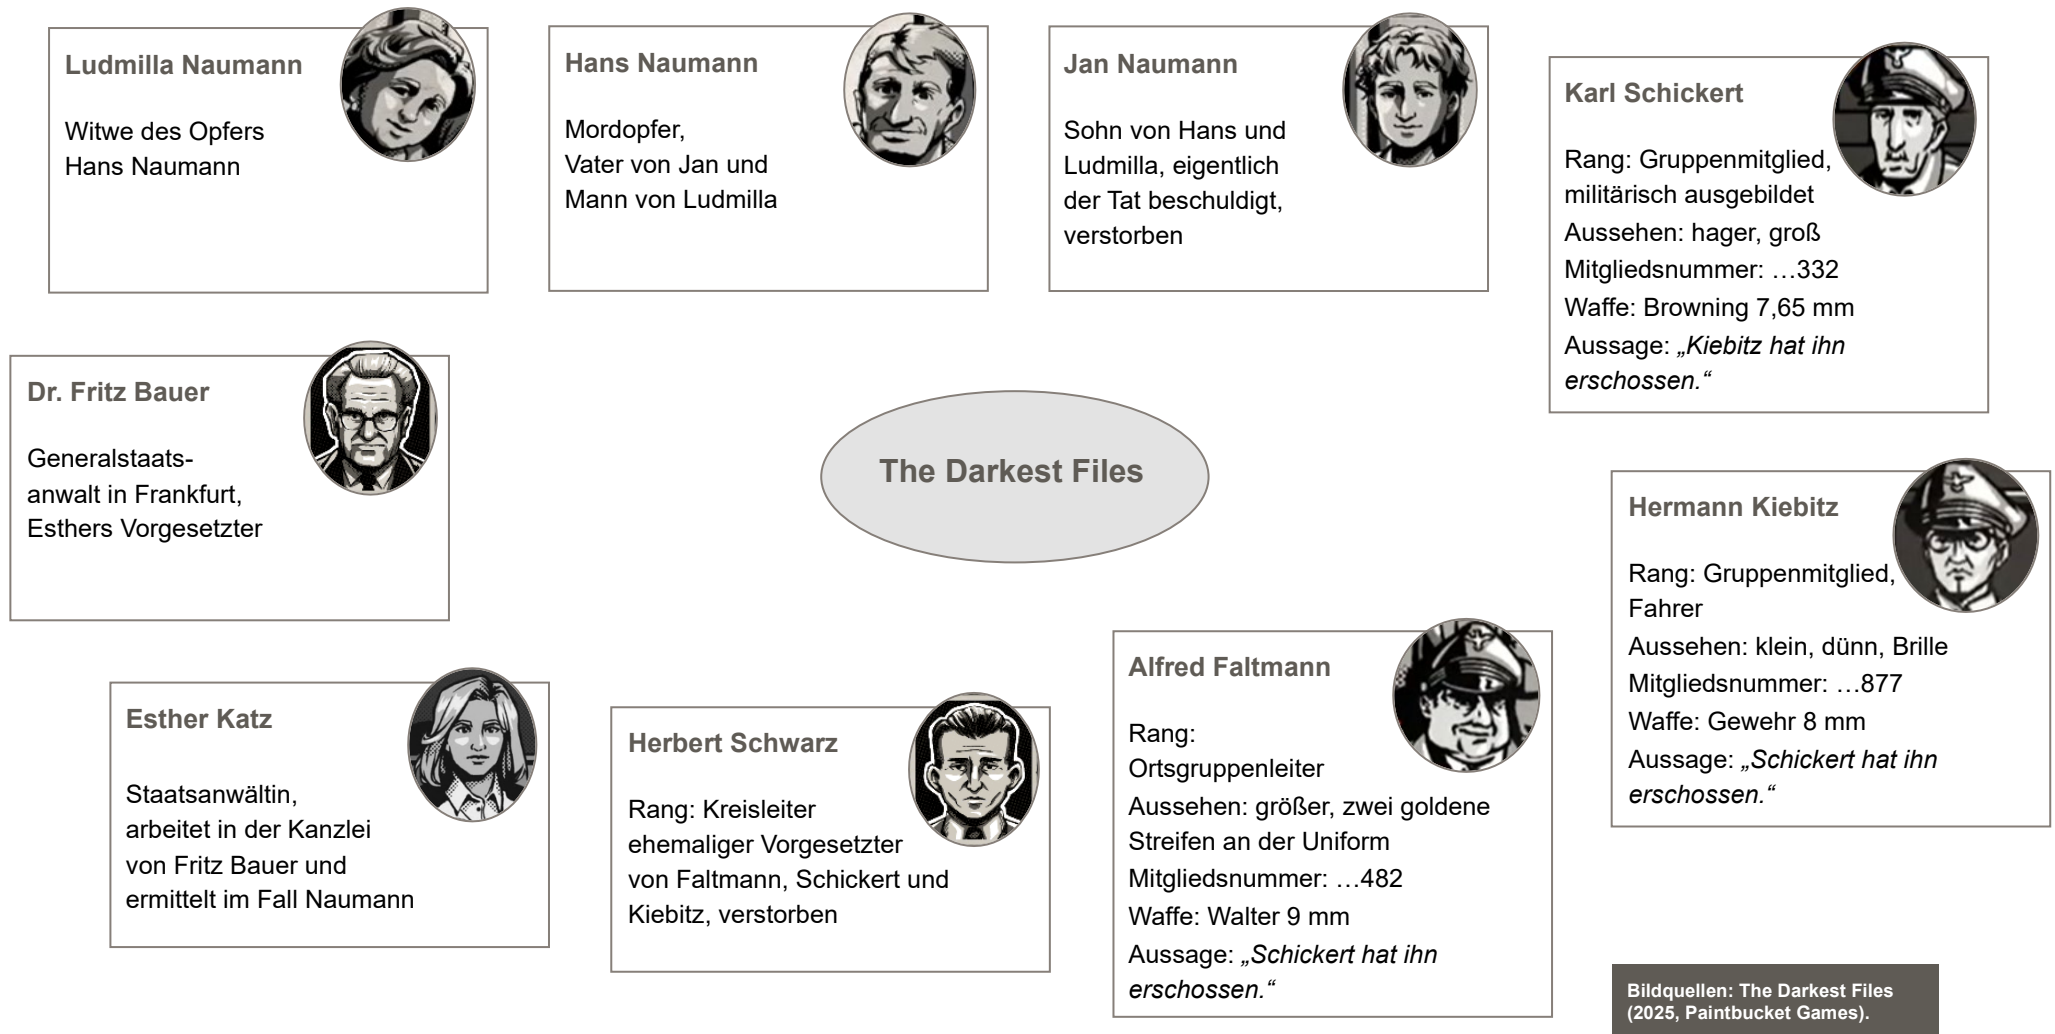 Ludmilla Naumann
Witwe des Opfers
Hans Naumann
Hans Naumann
Mordopfer,
Vater von Jan und
Mann von Ludmilla
Jan Naumann
Sohn von Hans und
Ludmilla, eigentlich
der Tat beschuldigt,
verstorben
Karl Schickert
Rang: Gruppenmitglied,
militärisch ausgebildet
Aussehen: hager, groß
Mitgliedsnummer: …332
Waffe: Browning 7,65 mm
Aussage: „Kiebitz hat ihn
erschossen.“
Dr. Fritz Bauer
Generalstaats-
anwalt in Frankfurt,
Esthers Vorgesetzter
The Darkest Files
Hermann Kiebitz
Rang: Gruppenmitglied,
Fahrer
Aussehen: klein, dünn, Brille
Mitgliedsnummer: …877
Waffe: Gewehr 8 mm
Aussage: „Schickert hat ihn
erschossen.“
Esther Katz
Staatsanwältin,
arbeitet in der Kanzlei
von Fritz Bauer und
ermittelt im Fall Naumann
Herbert Schwarz
Rang: Kreisleiter
ehemaliger Vorgesetzter
von Faltmann, Schickert und
Kiebitz, verstorben
Alfred Faltmann
Rang:
Ortsgruppenleiter
Aussehen: größer, zwei goldene
Streifen an der Uniform
Mitgliedsnummer: …482
Waffe: Walter 9 mm
Aussage: „Schickert hat ihn
erschossen.“
Bildquellen: The Darkest Files
(2025, Paintbucket Games).